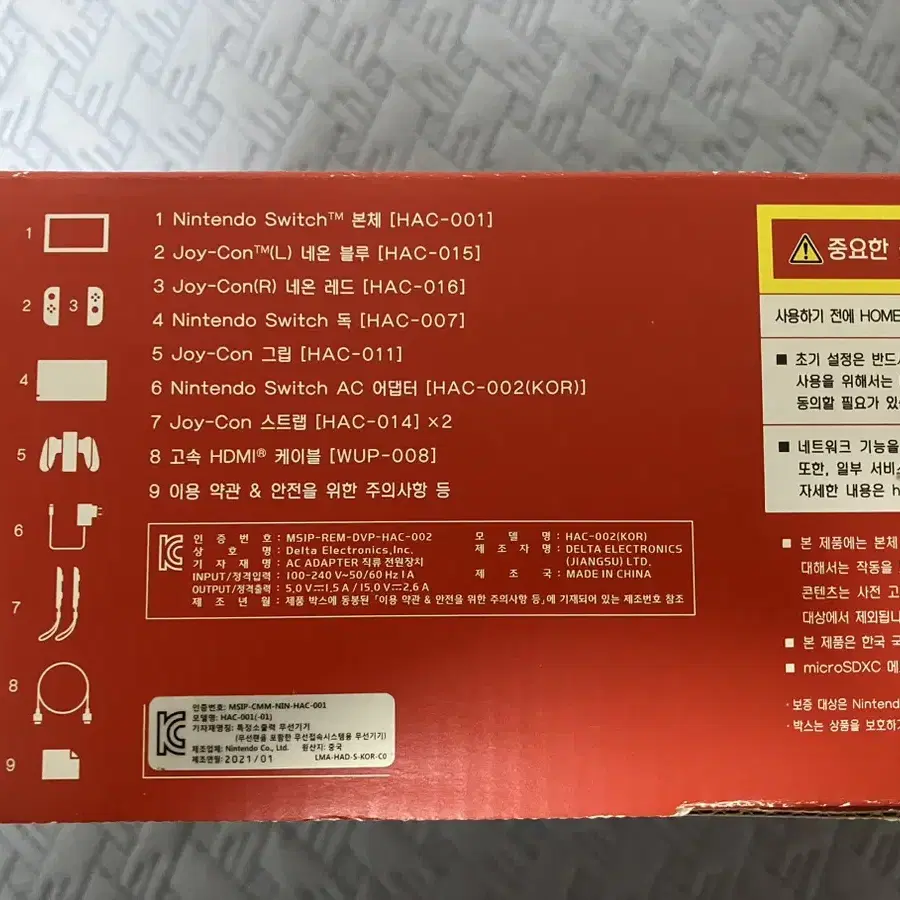 1 Nintendo Switch™ 본체 [HAC-001]
2 Joy-Con™(L) 네온 블루 [HAC-015]
3 Joy-Con(R) 네온 레드 [HAC-016]
4 Nintendo Switch 독 [HAC-007]
5 Joy-Con 그립 [HAC-011]
6 Nintendo Switch AC 어댑터 [HAC-002(KOR)]
7 Joy-Con 스트랩 [HAC-014] ×2
8 고속 HDMI® 케이블 [WUP-008]
9 이용 약관 & 안전을 위한 주의사항 등
1
2 3
4
5
6
7
8
9
인증번호 : MSIP-REM-DVP-HAC-002
상호명 : Delta Electronics,Inc.
기자재명 : AC ADAPTER 직류 전원장치
INPUT/정격입력 : 100-240 V~50/60 Hz 1A
OUTPUT/정격출력 : 5.0V⎓1.5A / 15.0V⎓2.6A
제조년월 : 제품 박스에 동봉된 「이용 약관 & 안전을 위한 주의사항 등」에 기재되어 있는 제조번호 참조
모델명 : HAC-002(KOR)
제조자명 : DELTA ELECTRONICS
(JIANGSU) LTD.
제조국 : MADE IN CHINA
인증번호: MSIP-CMM-NIN-HAC-001
모델명: HAC-001(-01)
기자재명칭: 특정소출력 무선기기
(무선랜을 포함한 무선접속시스템용 무선기기)
제조업체: Nintendo Co., Ltd. 원산지: 중국
제조연월: 2021/01 LMA-HAD-S-KOR-C0
중요한
사용하기 전에 HOME
■ 초기 설정은 반드시
사용을 위해서는
동의할 필요가 있
■ 네트워크 기능을
또한, 일부 서비스
자세한 내용은 h
■ 본 제품에는 본체
대해서는 작동을
콘텐츠는 사전 고
대상에서 제외됩니
■ 본 제품은 한국 국
■ microSDXC 메
· 보증 대상은 Nintend
· 박스는 상품을 보호하기